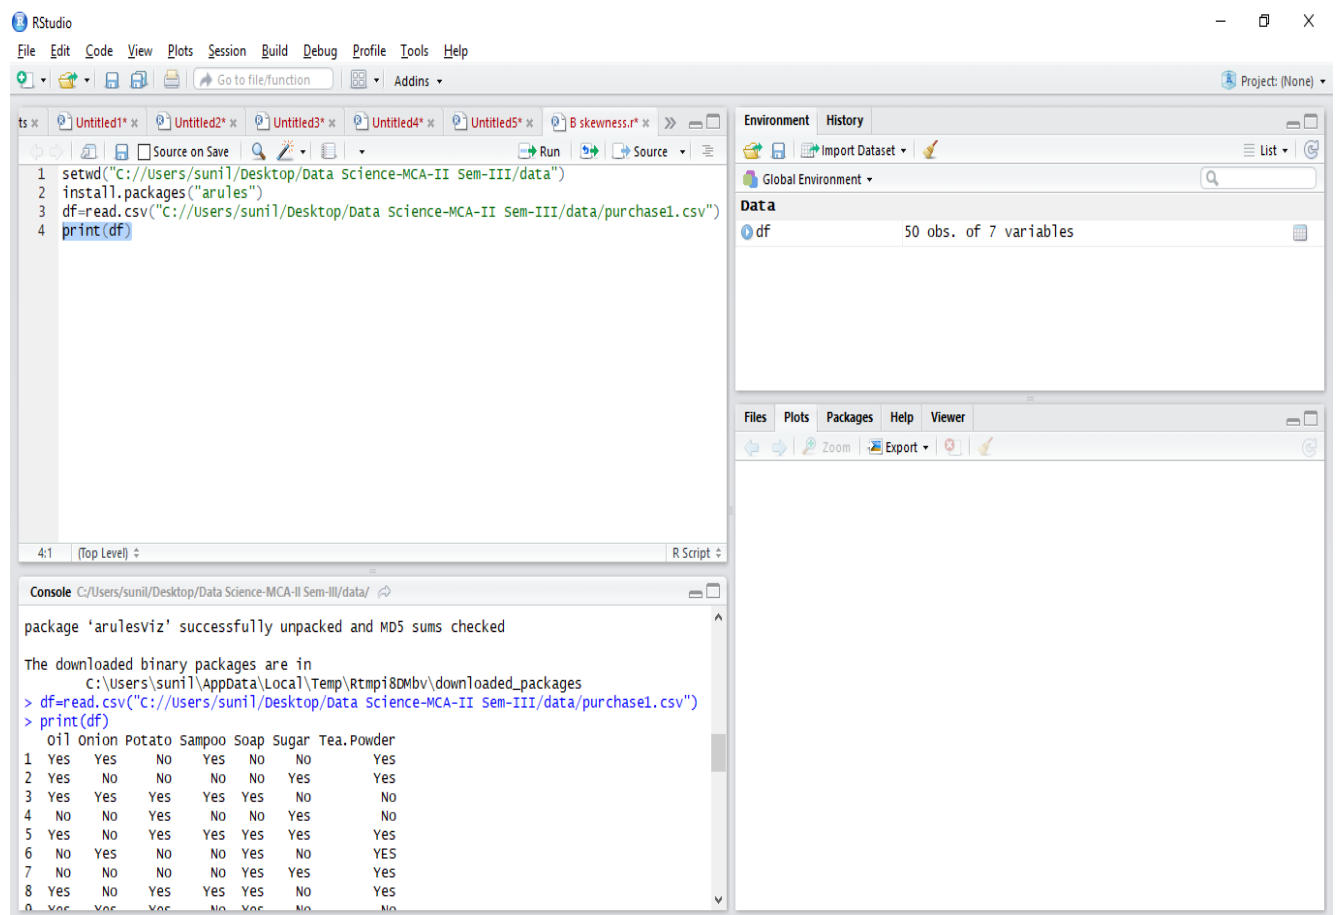 RStudio
File Edit Code View Plots Session Build Debug Profile Tools Help
Go to file/function Addins Project: (None)
ts Untitled1* Untitled2* Untitled3* Untitled4* Untitled5* B skewness.r*
Source on Save Run Source
1 setwd("C://Users/sunil/Desktop/Data Science-MCA-II Sem-III/data")
2 install.packages("arules")
3 df=read.csv("C://Users/sunil/Desktop/Data Science-MCA-II Sem-III/data/purchase1.csv")
4 print(df)
4:1 (Top Level) R Script
Console C:/Users/sunil/Desktop/Data Science-MCA-II Sem-III/data/
package ‘arulesViz’ successfully unpacked and MD5 sums checked
The downloaded binary packages are in
C:\Users\sunil\AppData\Local\Temp\Rtmpi8DMbv\downloaded_packages
> df=read.csv("C://Users/sunil/Desktop/Data Science-MCA-II Sem-III/data/purchase1.csv")
> print(df)
Oil Onion Potato Sampoo Soap Sugar Tea.Powder
1 Yes Yes No Yes No No Yes
2 Yes No No No No Yes Yes
3 Yes Yes Yes Yes Yes No No
4 No No Yes No No Yes No
5 Yes No Yes Yes Yes Yes Yes
6 No Yes No No Yes No YES
7 No No No No Yes Yes Yes
8 Yes No Yes Yes Yes No Yes
9 Yes Yes Yes No Yes No No
Environment History
Import Dataset List
Global Environment
Data
df 50 obs. of 7 variables
Files Plots Packages Help Viewer
Zoom Export